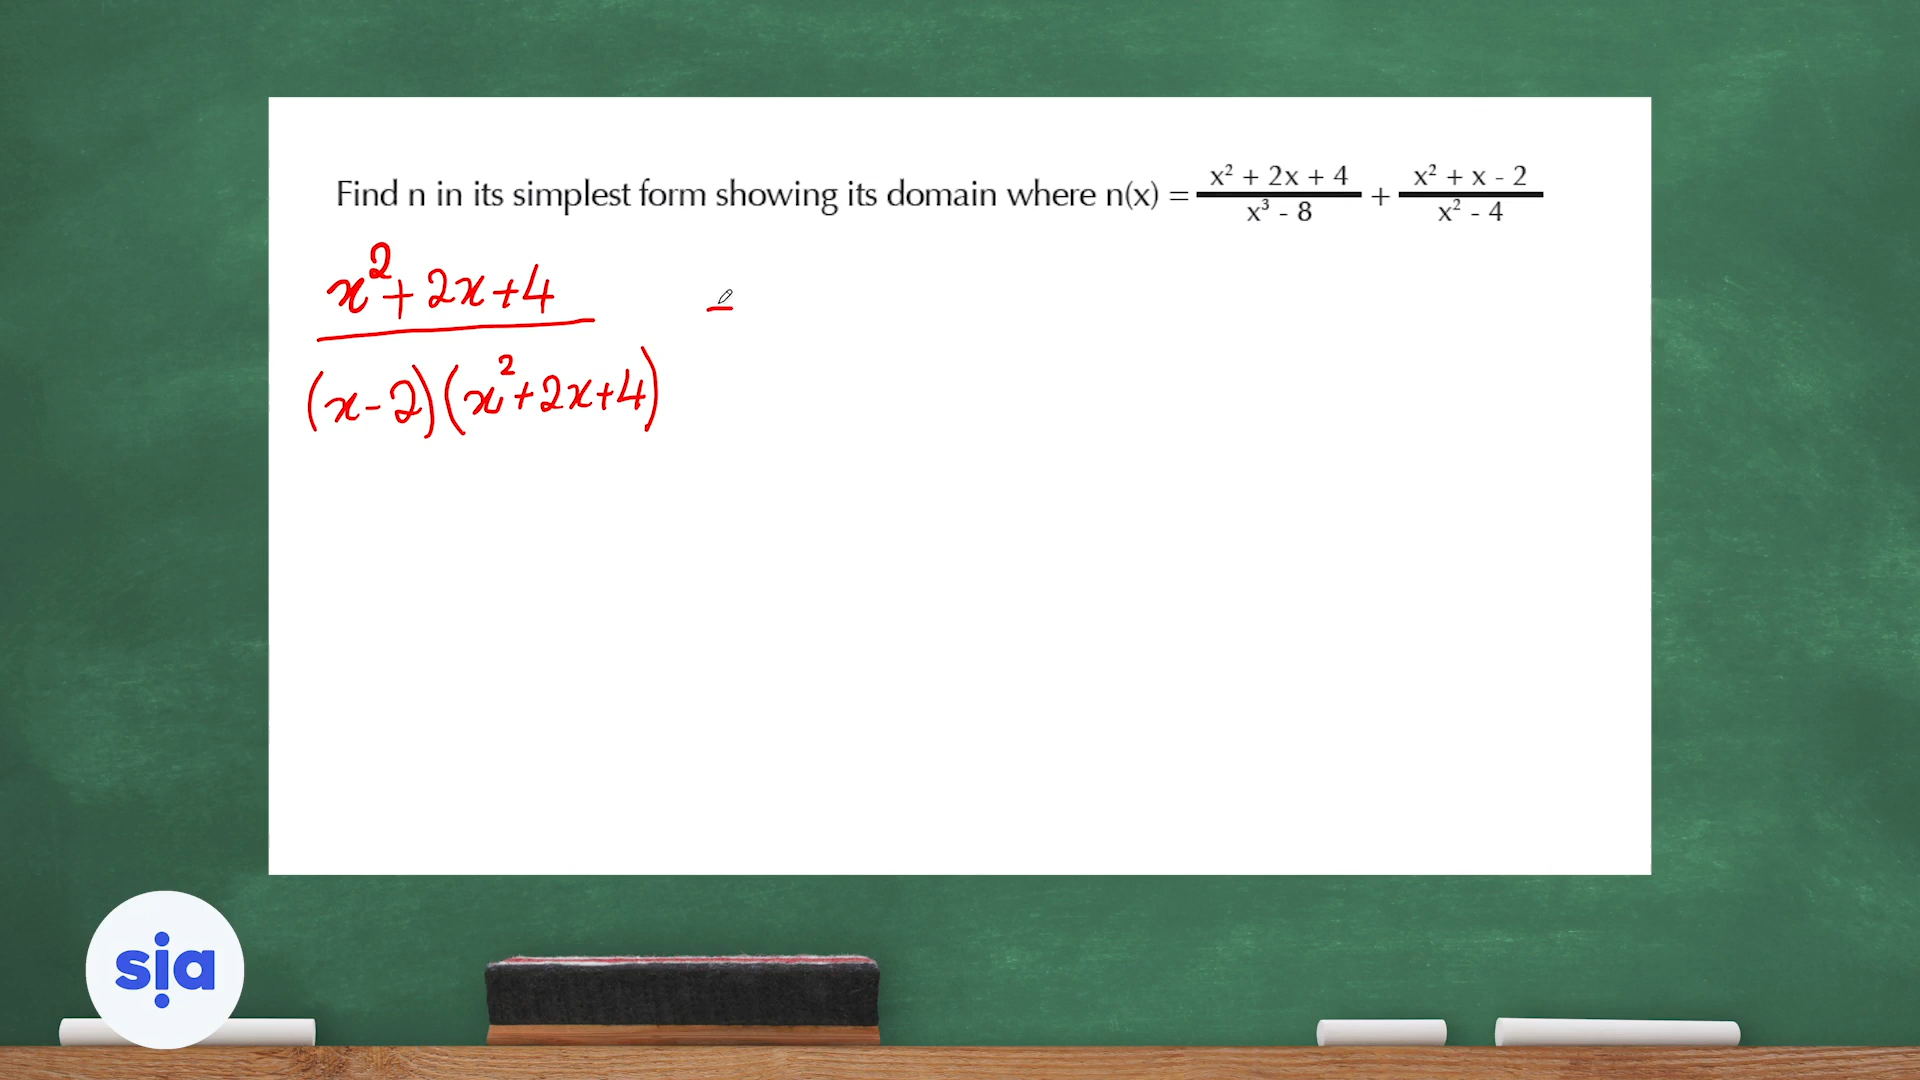 Find n in its simplest form showing its domain where n(x) = x² + 2x + 4 / x³ - 8 + x² + x - 2 / x² - 4
x² + 2x + 4
(x - 2)(x² + 2x + 4)
sia